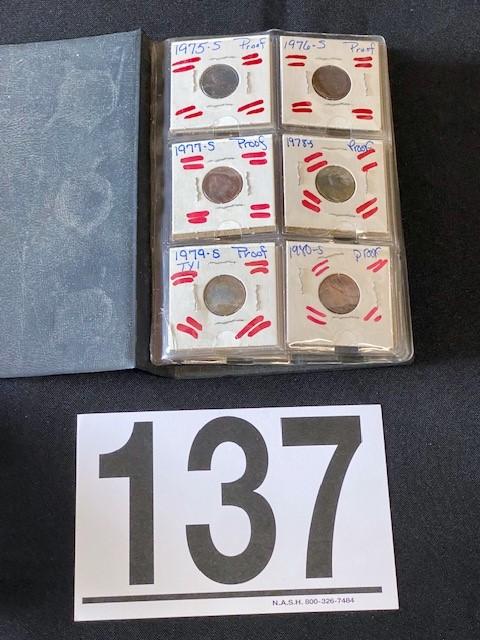 1975-S Proof
1976-S Proof
1977-S Proof
1978-S Proof
1979-S Proof
TY1
1980-S proof
137
N.A.S.H. 800-326-7484